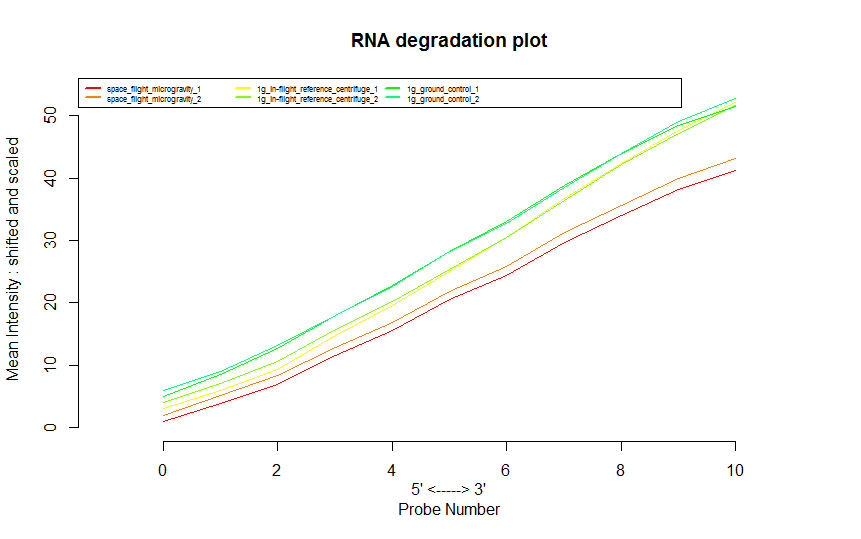 RNA degradation plot
space_flight_microgravity_1 1g_in-flight_reference_centrifuge_1 1g_ground_control_1
space_flight_microgravity_2 1g_in-flight_reference_centrifuge_2 1g_ground_control_2
Mean Intensity : shifted and scaled
50
40
30
20
10
0
0 2 4 6 8 10
5' <-----> 3'
Probe Number